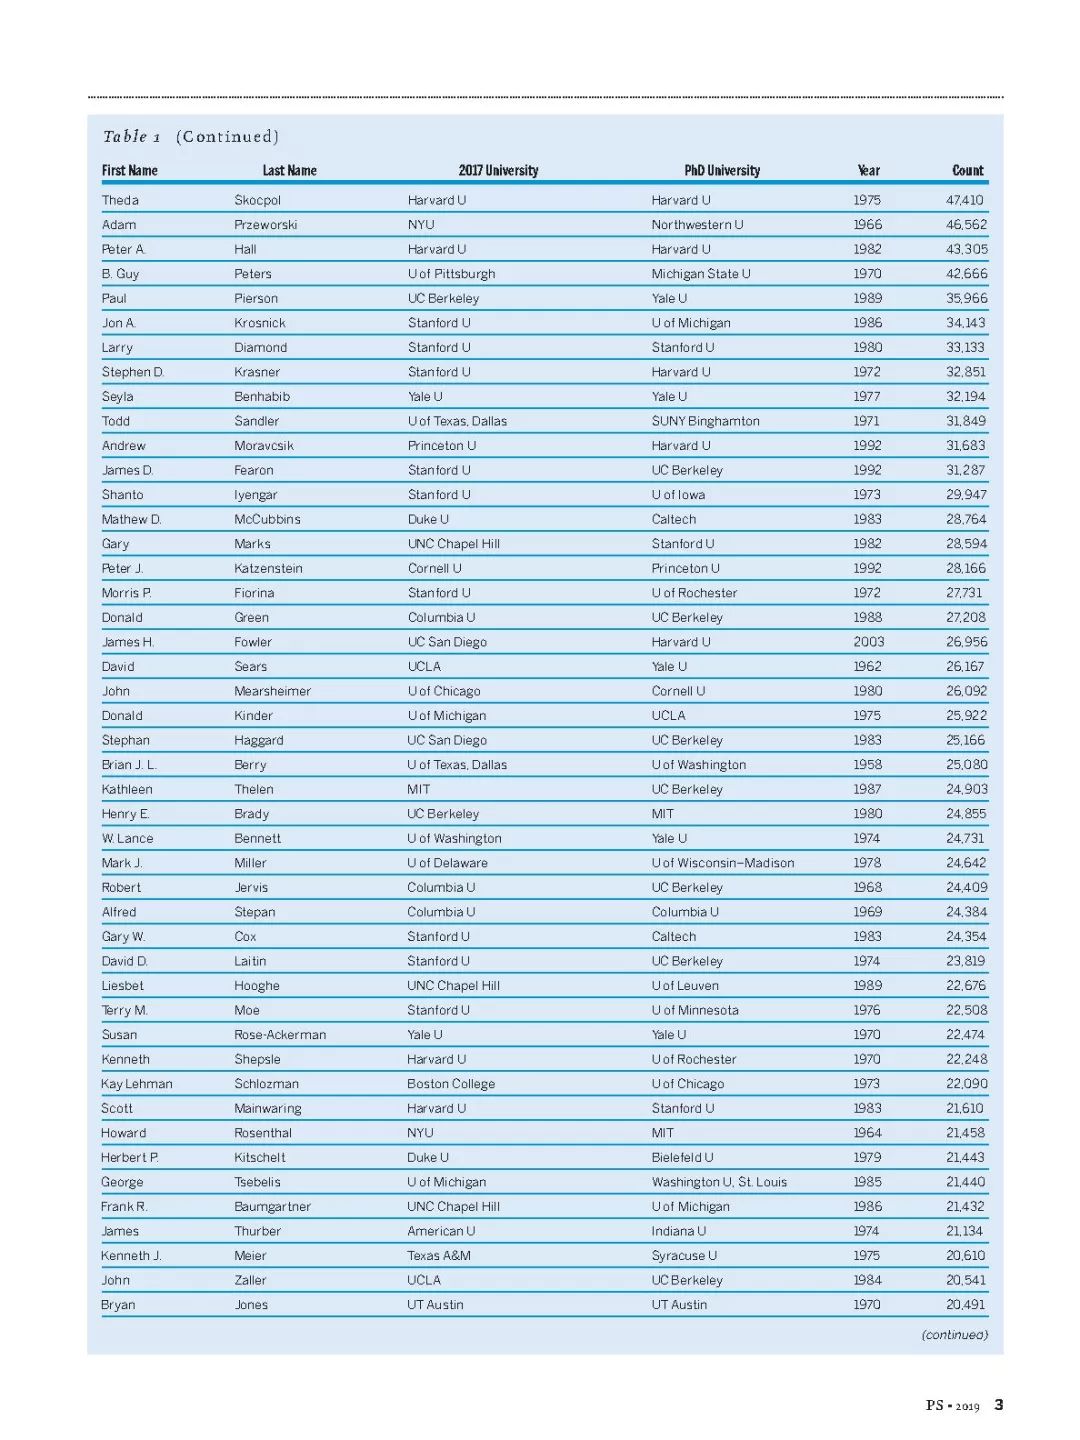 Table 1 (Continued)
First Name Last Name 2017 University PhD University Year Count
Theda Skocpol Harvard U Harvard U 1975 47,410
Adam Przeworski NYU Northwestern U 1966 46,562
Peter A. Hall Harvard U Harvard U 1982 43,305
B. Guy Peters U of Pittsburgh Michigan State U 1970 42,666
Paul Pierson UC Berkeley Yale U 1989 35,966
Jon A. Krosnick Stanford U U of Michigan 1986 34,143
Larry Diamond Stanford U Stanford U 1980 33,133
Stephen D. Krasner Stanford U Harvard U 1972 32,851
Seyla Benhabib Yale U Yale U 1977 32,194
Todd Sandler U of Texas, Dallas SUNY Binghamton 1971 31,849
Andrew Moravcsik Princeton U Harvard U 1992 31,683
James D. Fearon Stanford U UC Berkeley 1992 31,287
Shanto Iyengar Stanford U U of Iowa 1973 29,947
Mathew D. McCubbins Duke U Caltech 1983 28,764
Gary Marks UNC Chapel Hill Stanford U 1982 28,594
Peter J. Katzenstein Cornell U Princeton U 1992 28,166
Morris P. Fiorina Stanford U U of Rochester 1972 27,731
Donald Green Columbia U UC Berkeley 1988 27,208
James H. Fowler UC San Diego Harvard U 2003 26,956
David Sears UCLA Yale U 1962 26,167
John Mearsheimer U of Chicago Cornell U 1980 26,092
Donald Kinder U of Michigan UCLA 1975 25,922
Stephan Haggard UC San Diego UC Berkeley 1983 25,166
Brian J. L. Berry U of Texas, Dallas U of Washington 1958 25,080
Kathleen Thelen MIT UC Berkeley 1987 24,903
Henry E. Brady UC Berkeley MIT 1980 24,855
W. Lance Bennett U of Washington Yale U 1974 24,731
Mark J. Miller U of Delaware U of Wisconsin–Madison 1978 24,642
Robert Jervis Columbia U UC Berkeley 1968 24,409
Alfred Stepan Columbia U Columbia U 1969 24,384
Gary W. Cox Stanford U Caltech 1983 24,354
David D. Laitin Stanford U UC Berkeley 1974 23,819
Liesbet Hooghe UNC Chapel Hill U of Leuven 1989 22,676
Terry M. Moe Stanford U U of Minnesota 1976 22,508
Susan Rose-Ackerman Yale U Yale U 1970 22,474
Kenneth Shepsle Harvard U U of Rochester 1970 22,248
Kay Lehman Schlozman Boston College U of Chicago 1973 22,090
Scott Mainwaring Harvard U Stanford U 1983 21,610
Howard Rosenthal NYU MIT 1964 21,458
Herbert P. Kitschelt Duke U Bielefeld U 1979 21,443
George Tsebelis U of Michigan Washington U, St. Louis 1985 21,440
Frank R. Baumgartner UNC Chapel Hill U of Michigan 1986 21,432
James Thurber American U Indiana U 1974 21,134
Kenneth J. Meier Texas A&M Syracuse U 1975 20,610
John Zaller UCLA UC Berkeley 1984 20,541
Bryan Jones UT Austin UT Austin 1970 20,491
(continued)
PS • 2019 3